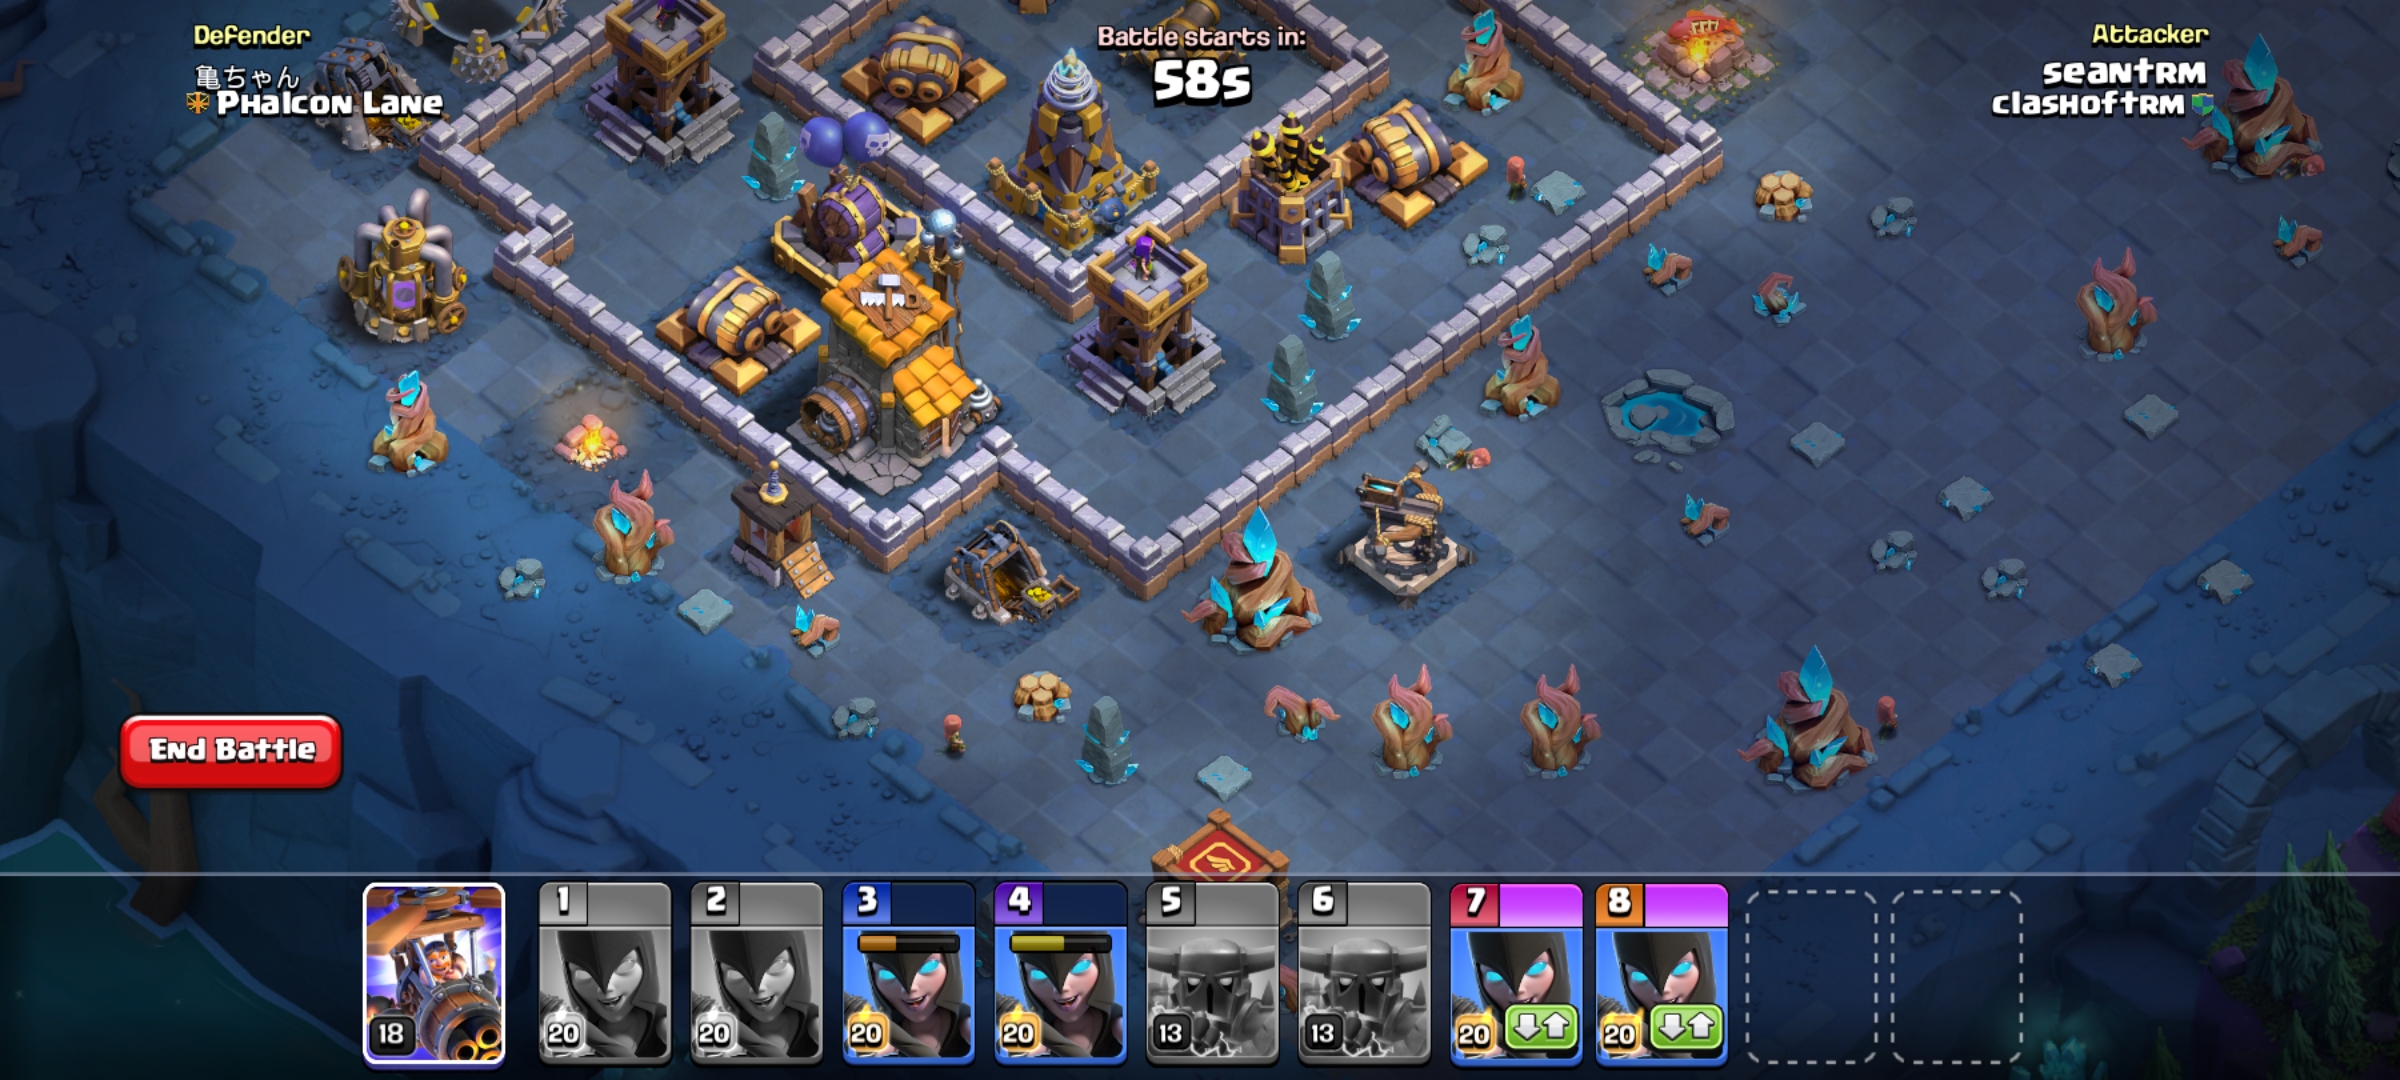 Defender
亀ちゃん
Phalcon Lane
Battle starts in:
58s
Attacker
seantRM
clashoftRM
End Battle
18
1
20
2
20
3
20
4
20
5
13
6
13
7
20
8
20